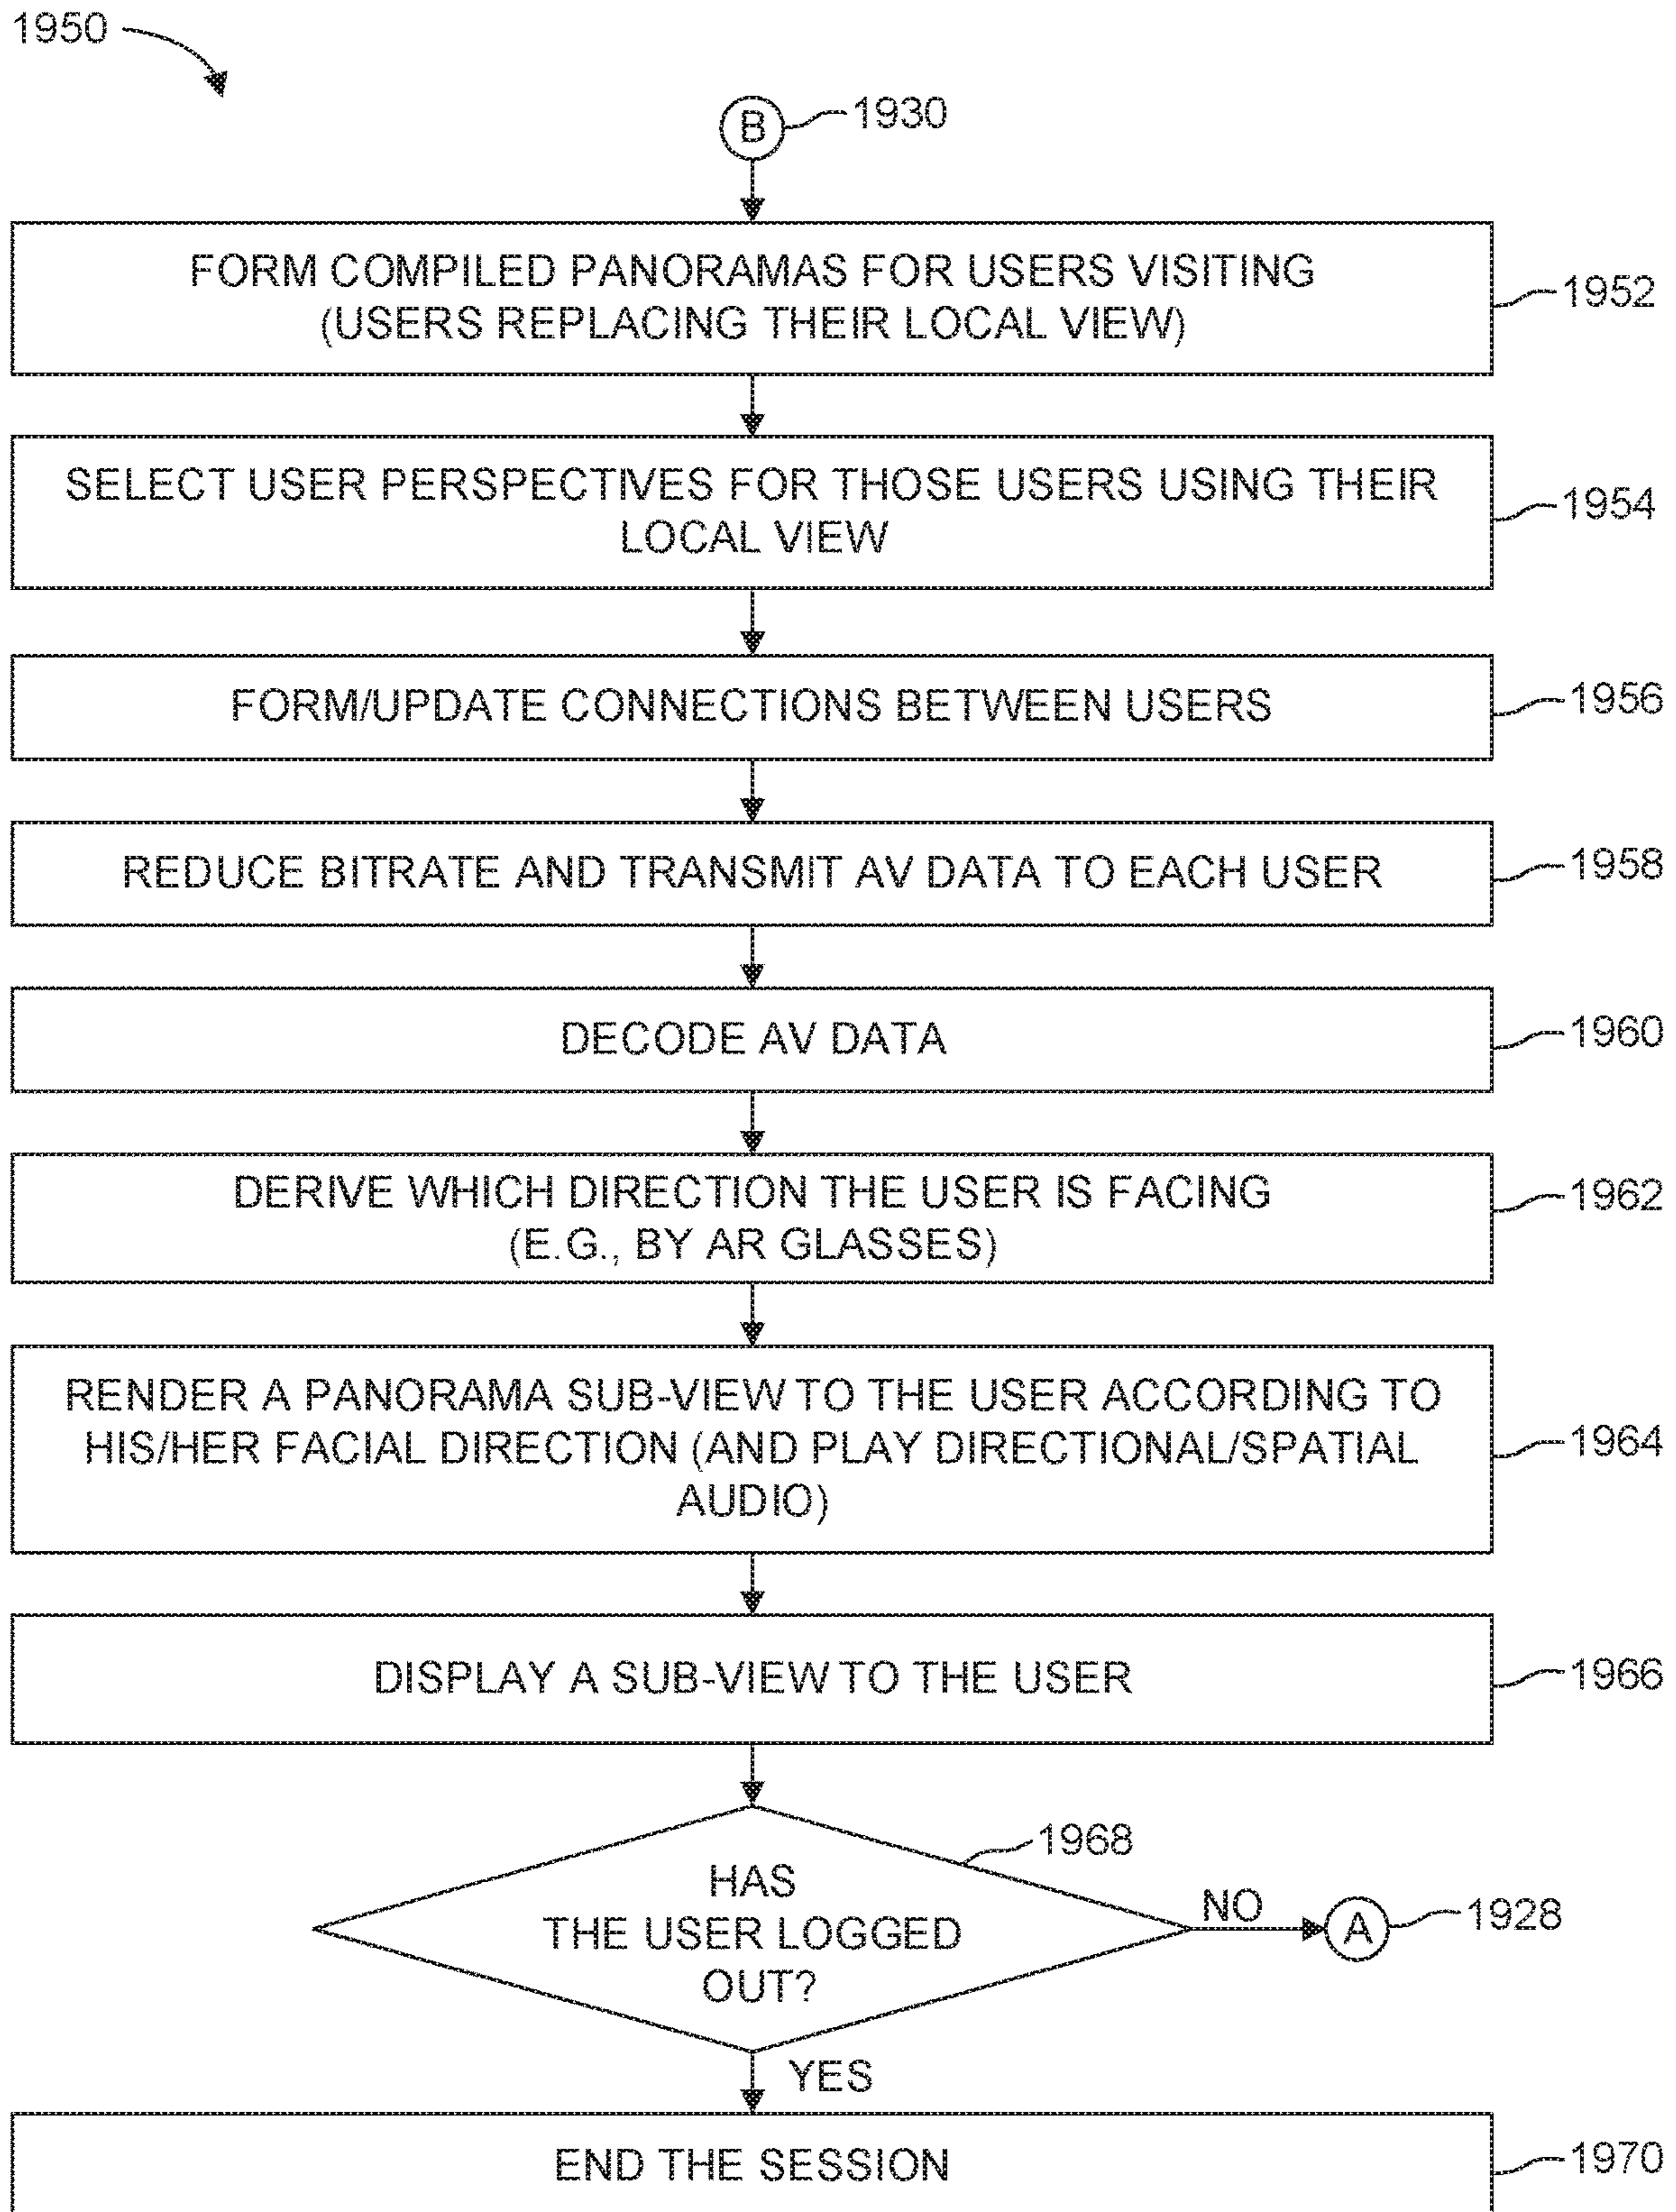 1950
B
1930
FORM COMPILED PANORAMAS FOR USERS VISITING
(USERS REPLACING THEIR LOCAL VIEW)
1952
SELECT USER PERSPECTIVES FOR THOSE USERS USING THEIR
LOCAL VIEW
1954
FORM/UPDATE CONNECTIONS BETWEEN USERS
1956
REDUCE BITRATE AND TRANSMIT AV DATA TO EACH USER
1958
DECODE AV DATA
1960
DERIVE WHICH DIRECTION THE USER IS FACING
(E.G., BY AR GLASSES)
1962
RENDER A PANORAMA SUB-VIEW TO THE USER ACCORDING TO
HIS/HER FACIAL DIRECTION (AND PLAY DIRECTIONAL/SPATIAL
AUDIO)
1964
DISPLAY A SUB-VIEW TO THE USER
1966
HAS
THE USER LOGGED
OUT?
1968
NO
A
1928
YES
END THE SESSION
1970